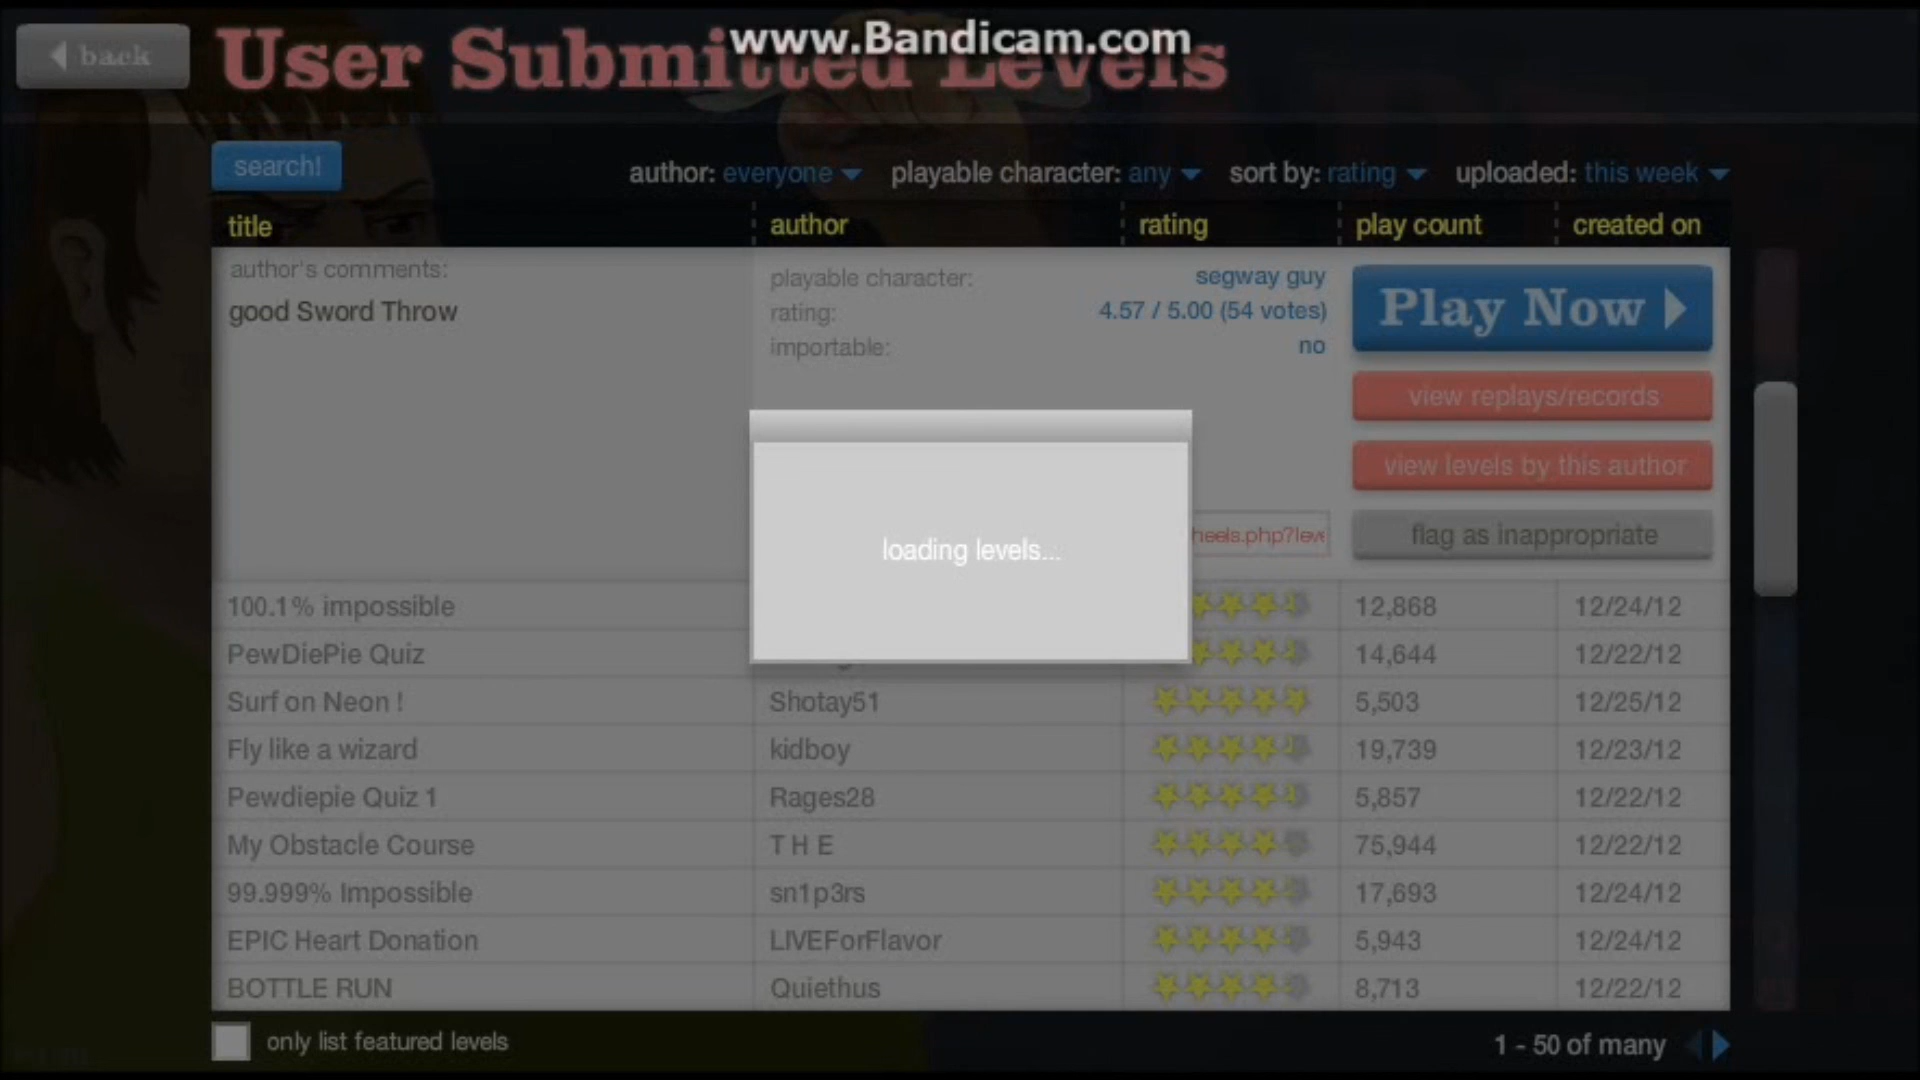 www.Bandicam.com
back
User Submitted Levels
search!
author: everyone playable character: any sort by: rating uploaded: this week
title author rating play count created on
author's comments:
good Sword Throw
playable character: segway guy
rating: 4.57 / 5.00 (54 votes)
importable: no
Play Now
view replays/records
view levels by this author
heels.php?leve
flag as inappropriate
loading levels...
100.1% impossible 12,868 12/24/12
PewDiePie Quiz 14,644 12/22/12
Surf on Neon ! Shotay51 5,503 12/25/12
Fly like a wizard kidboy 19,739 12/23/12
Pewdiepie Quiz 1 Rages28 5,857 12/22/12
My Obstacle Course T H E 75,944 12/22/12
99.999% Impossible sn1p3rs 17,693 12/24/12
EPIC Heart Donation LIVEForFlavor 5,943 12/24/12
BOTTLE RUN Quiethus 8,713 12/22/12
only list featured levels
1 - 50 of many